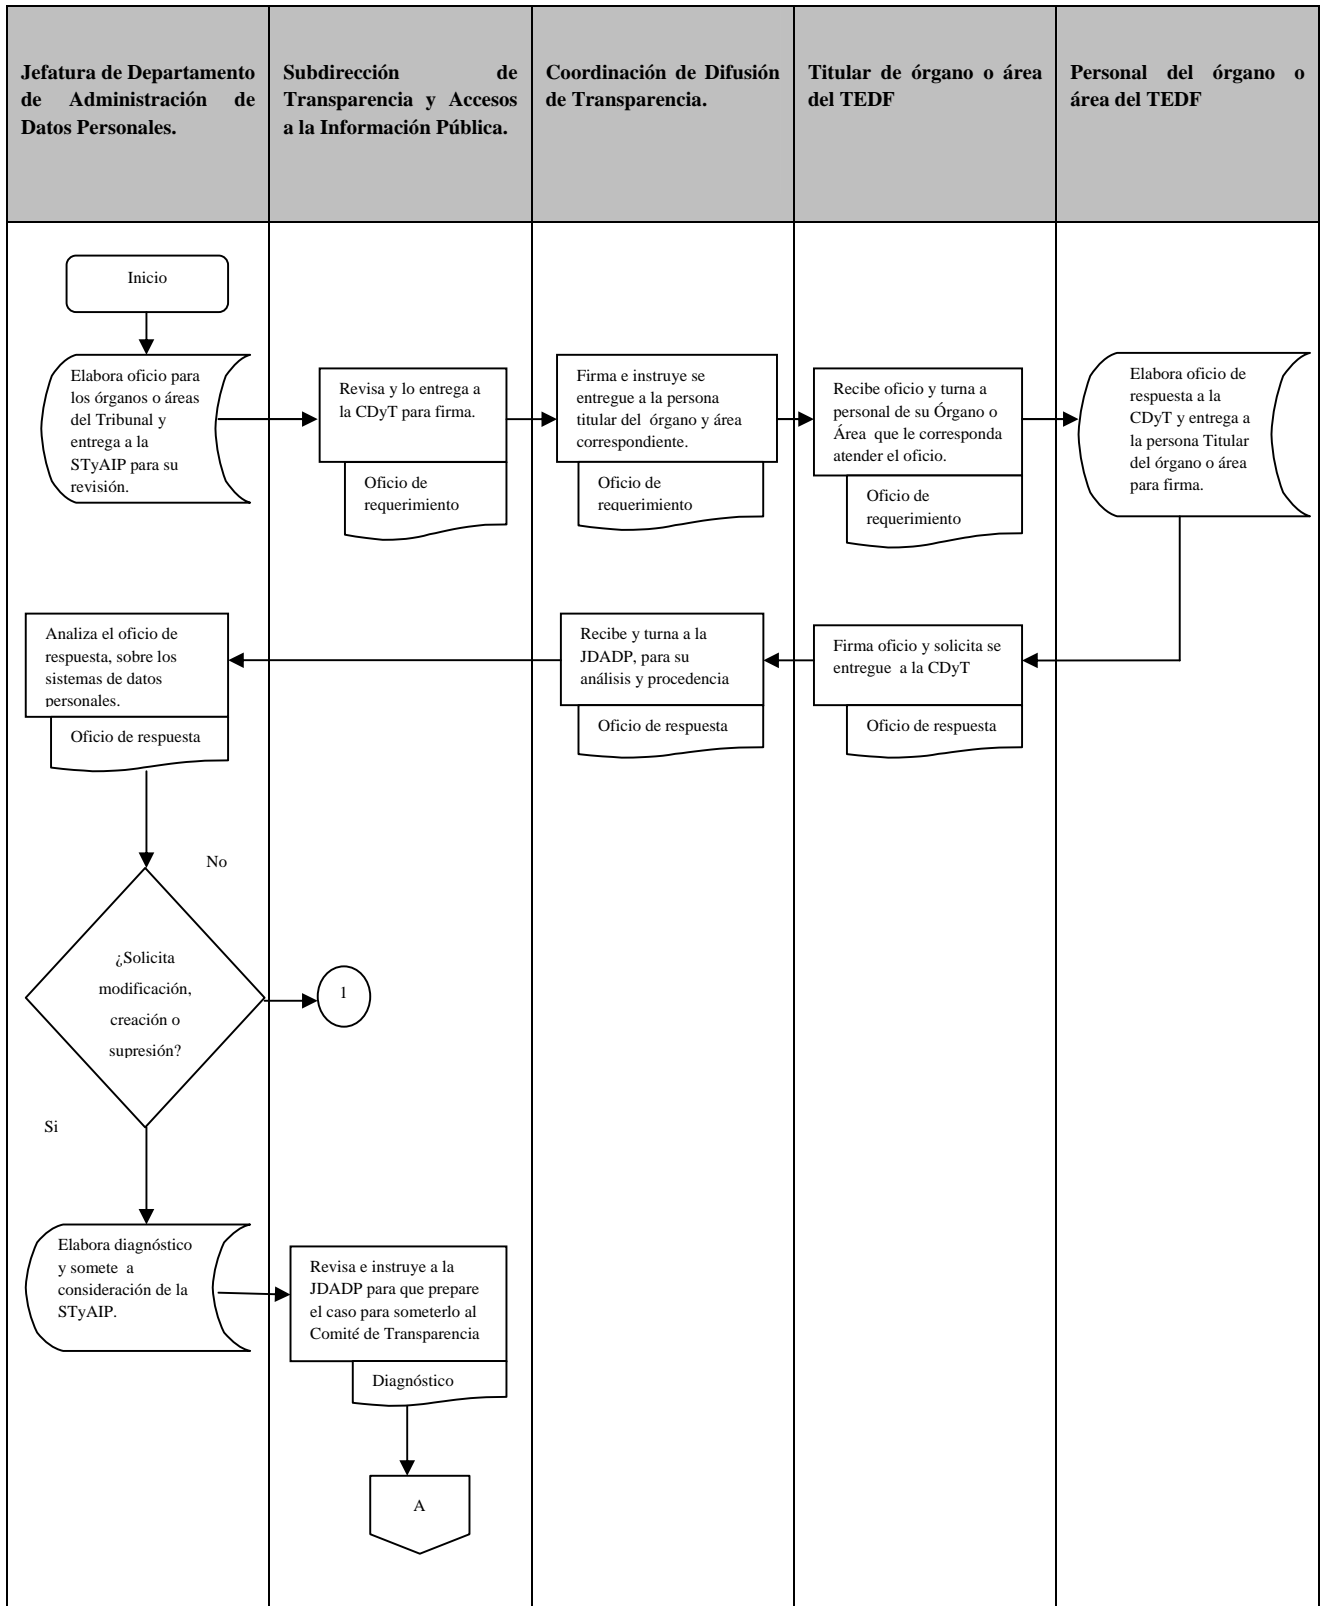 Jefatura de Departamento
de Administración de
Datos Personales.
Subdirección de
Transparencia y Accesos
a la Información Pública.
Coordinación de Difusión
de Transparencia.
Titular de órgano o área
del TEDF
Personal del órgano o
área del TEDF
Inicio
Elabora oficio para
los órganos o áreas
del Tribunal y
entrega a la
STyAIP para su
revisión.
Revisa y lo entrega a
la CDyT para firma.
Oficio de
requerimiento
Firma e instruye se
entregue a la persona
titular del órgano y área
correspondiente.
Oficio de
requerimiento
Recibe oficio y turna a
personal de su Órgano o
Área que le corresponda
atender el oficio.
Oficio de
requerimiento
Elabora oficio de
respuesta a la
CDyT y entrega a
la persona Titular
del órgano o área
para firma.
Analiza el oficio de
respuesta, sobre los
sistemas de datos
personales.
Oficio de respuesta
Recibe y turna a la
JDADP, para su
análisis y procedencia
Oficio de respuesta
Firma oficio y solicita se
entregue a la CDyT
Oficio de respuesta
No
¿Solicita
modificación,
creación o
supresión?
1
Si
Elabora diagnóstico
y somete a
consideración de la
STyAIP.
Revisa e instruye a la
JDADP para que prepare
el caso para someterlo al
Comité de Transparencia
Diagnóstico
A